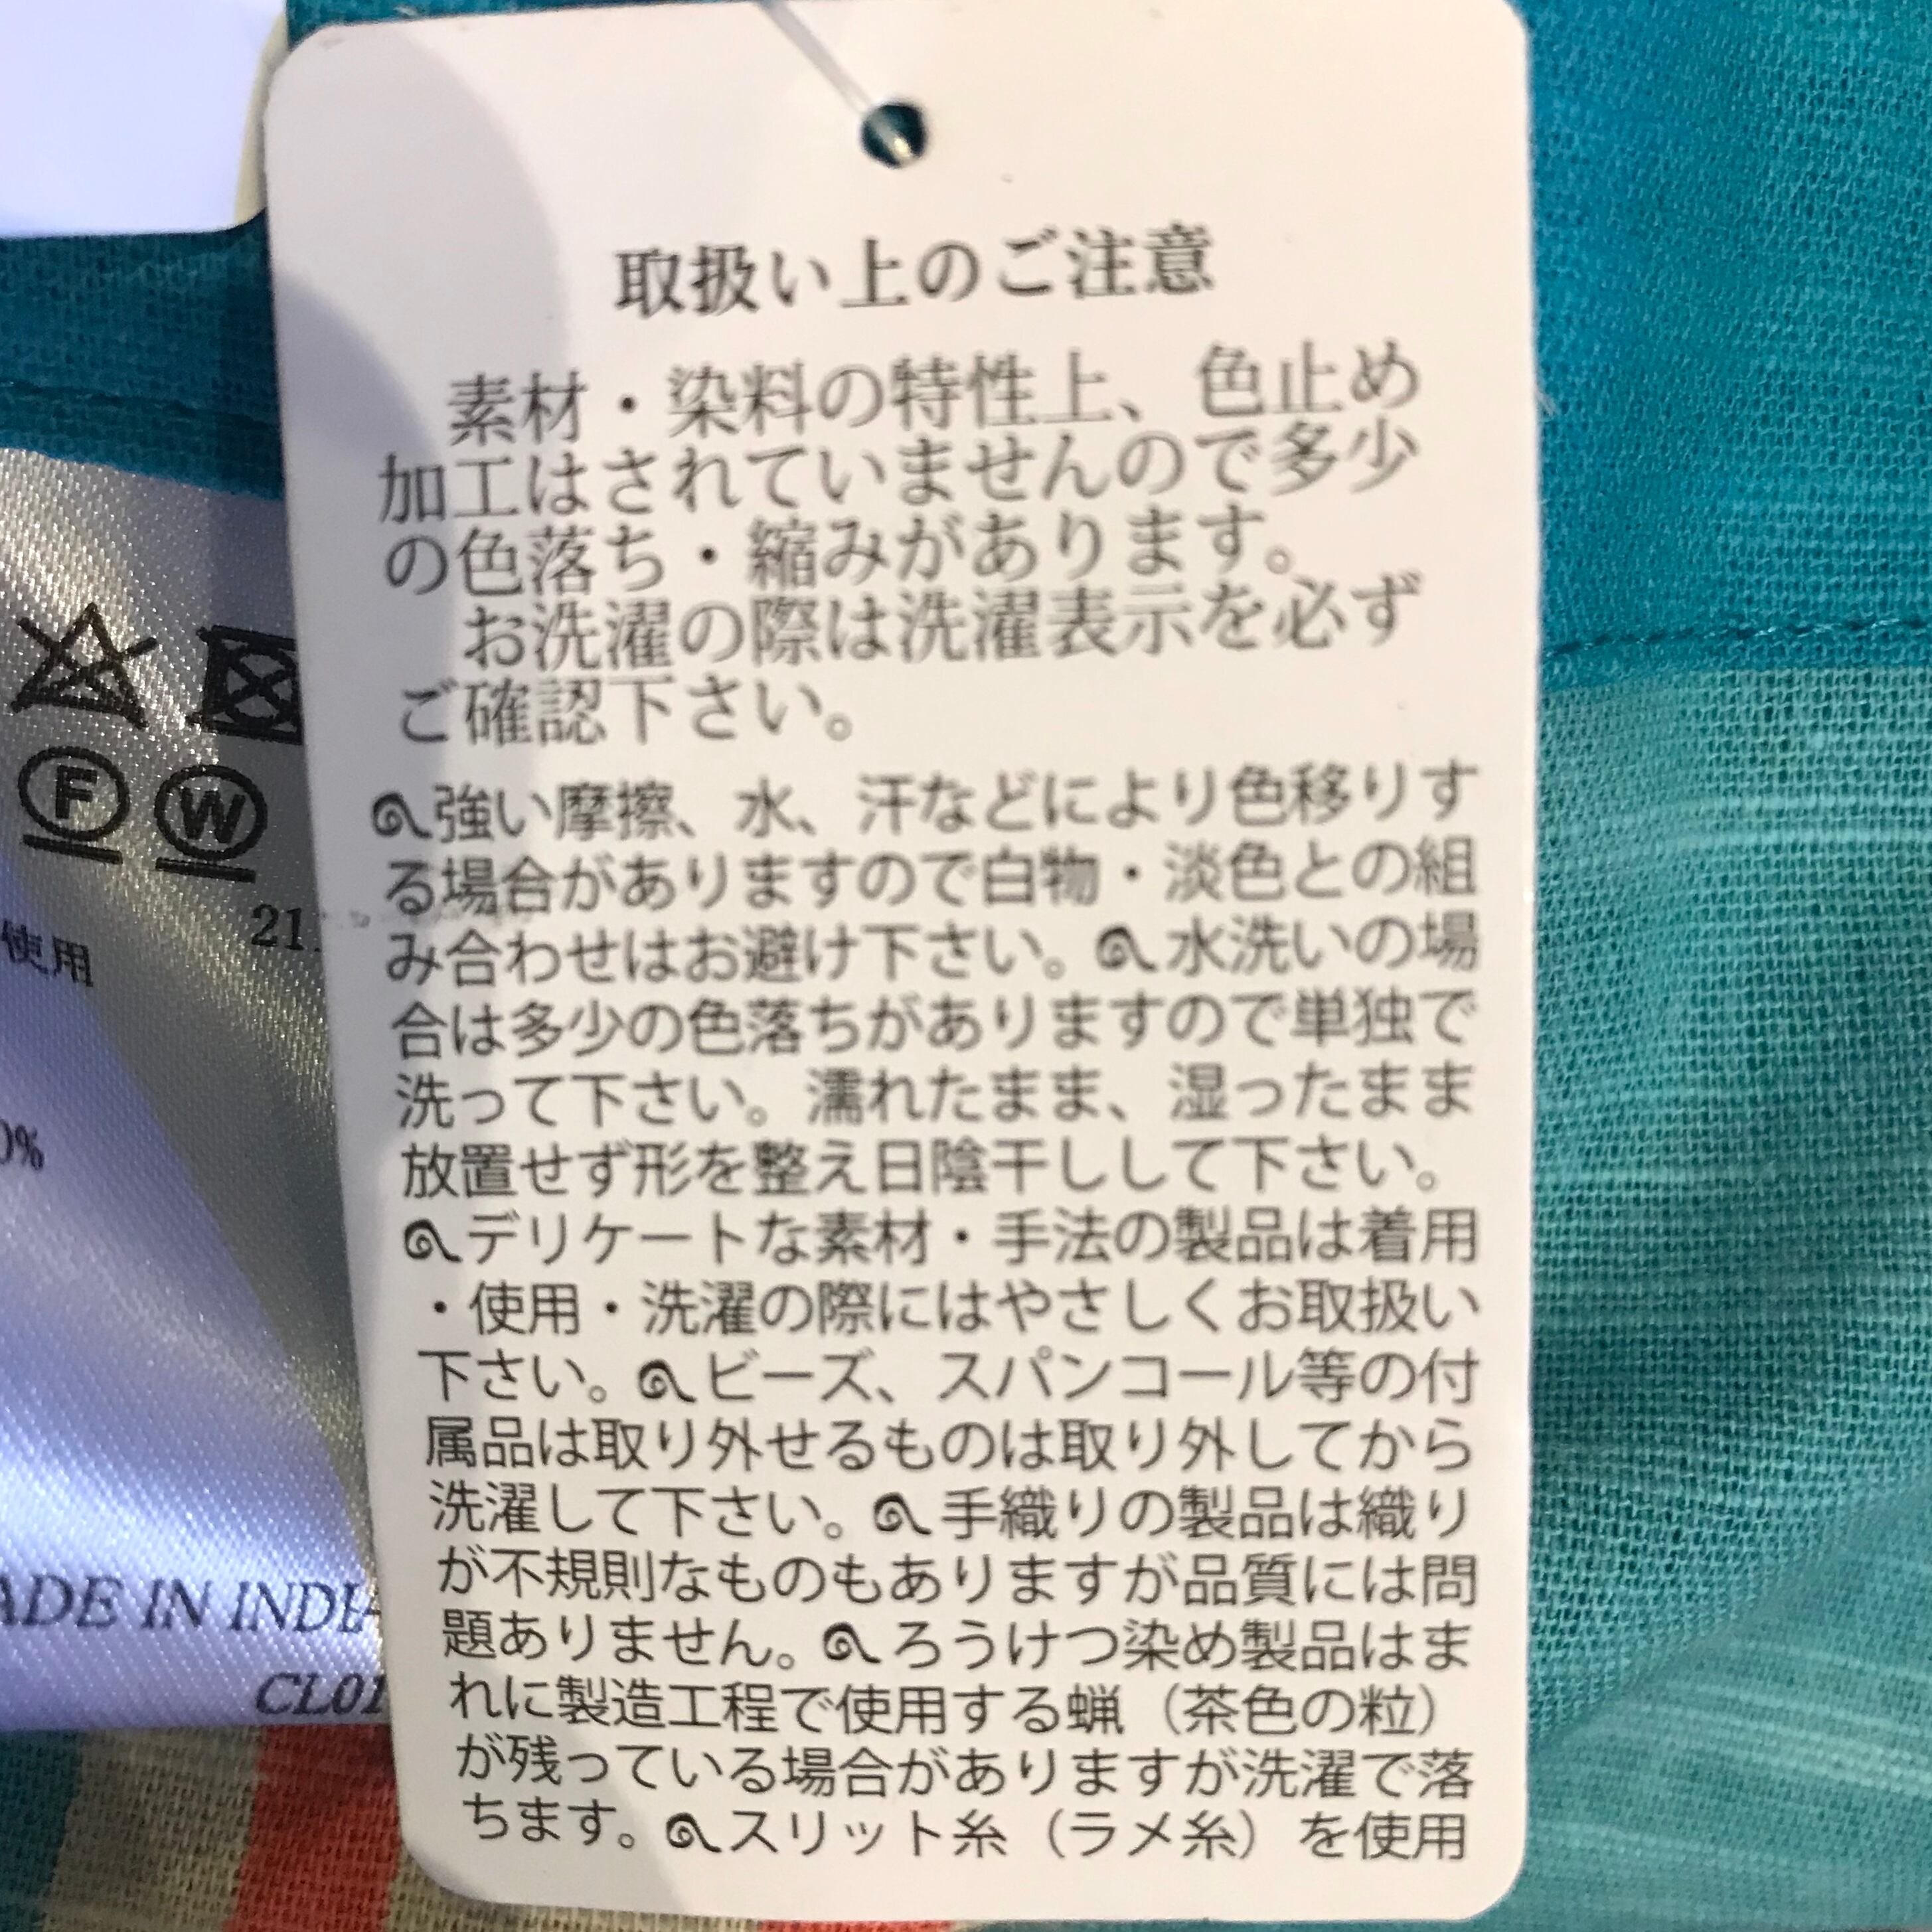 取扱い上のご注意
素材・染料の特性上、色止め
加工はされていませんので多少
の色落ち・縮みがあります。
お洗濯の際は洗濯表示を必ず
ご確認下さい。
強い摩擦、水、汗などにより色移りす
る場合がありますので白物・淡色との組
み合わせはお避け下さい。水洗いの場
合は多少の色落ちがありますので単独で
洗って下さい。濡れたまま、湿ったまま
放置せず形を整え日陰干しして下さい。
デリケートな素材・手法の製品は着用
・使用・洗濯の際にはやさしくお取扱い
下さい。ビーズ、スパンコール等の付
属品は取り外せるものは取り外してから
洗濯して下さい。手織りの製品は織り
が不規則なものもありますが品質には問
題ありません。ろうけつ染め製品はま
れに製造工程で使用する蝋（茶色の粒）
が残っている場合がありますが洗濯で落
ちます。スリット糸（ラメ糸）を使用
F W
21
使用
0%
ADE IN INDIA
CL01